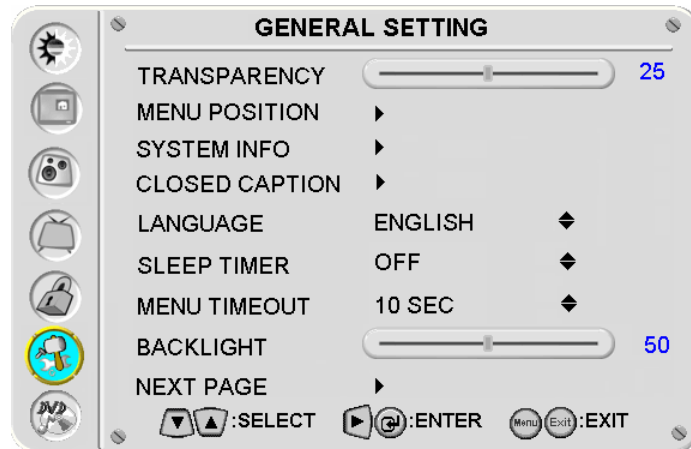 GENERAL SETTING
TRANSPARENCY 25
MENU POSITION
SYSTEM INFO
CLOSED CAPTION
LANGUAGE ENGLISH
SLEEP TIMER OFF
MENU TIMEOUT 10 SEC
BACKLIGHT 50
NEXT PAGE
DVD
:SELECT :ENTER Menu Exit :EXIT